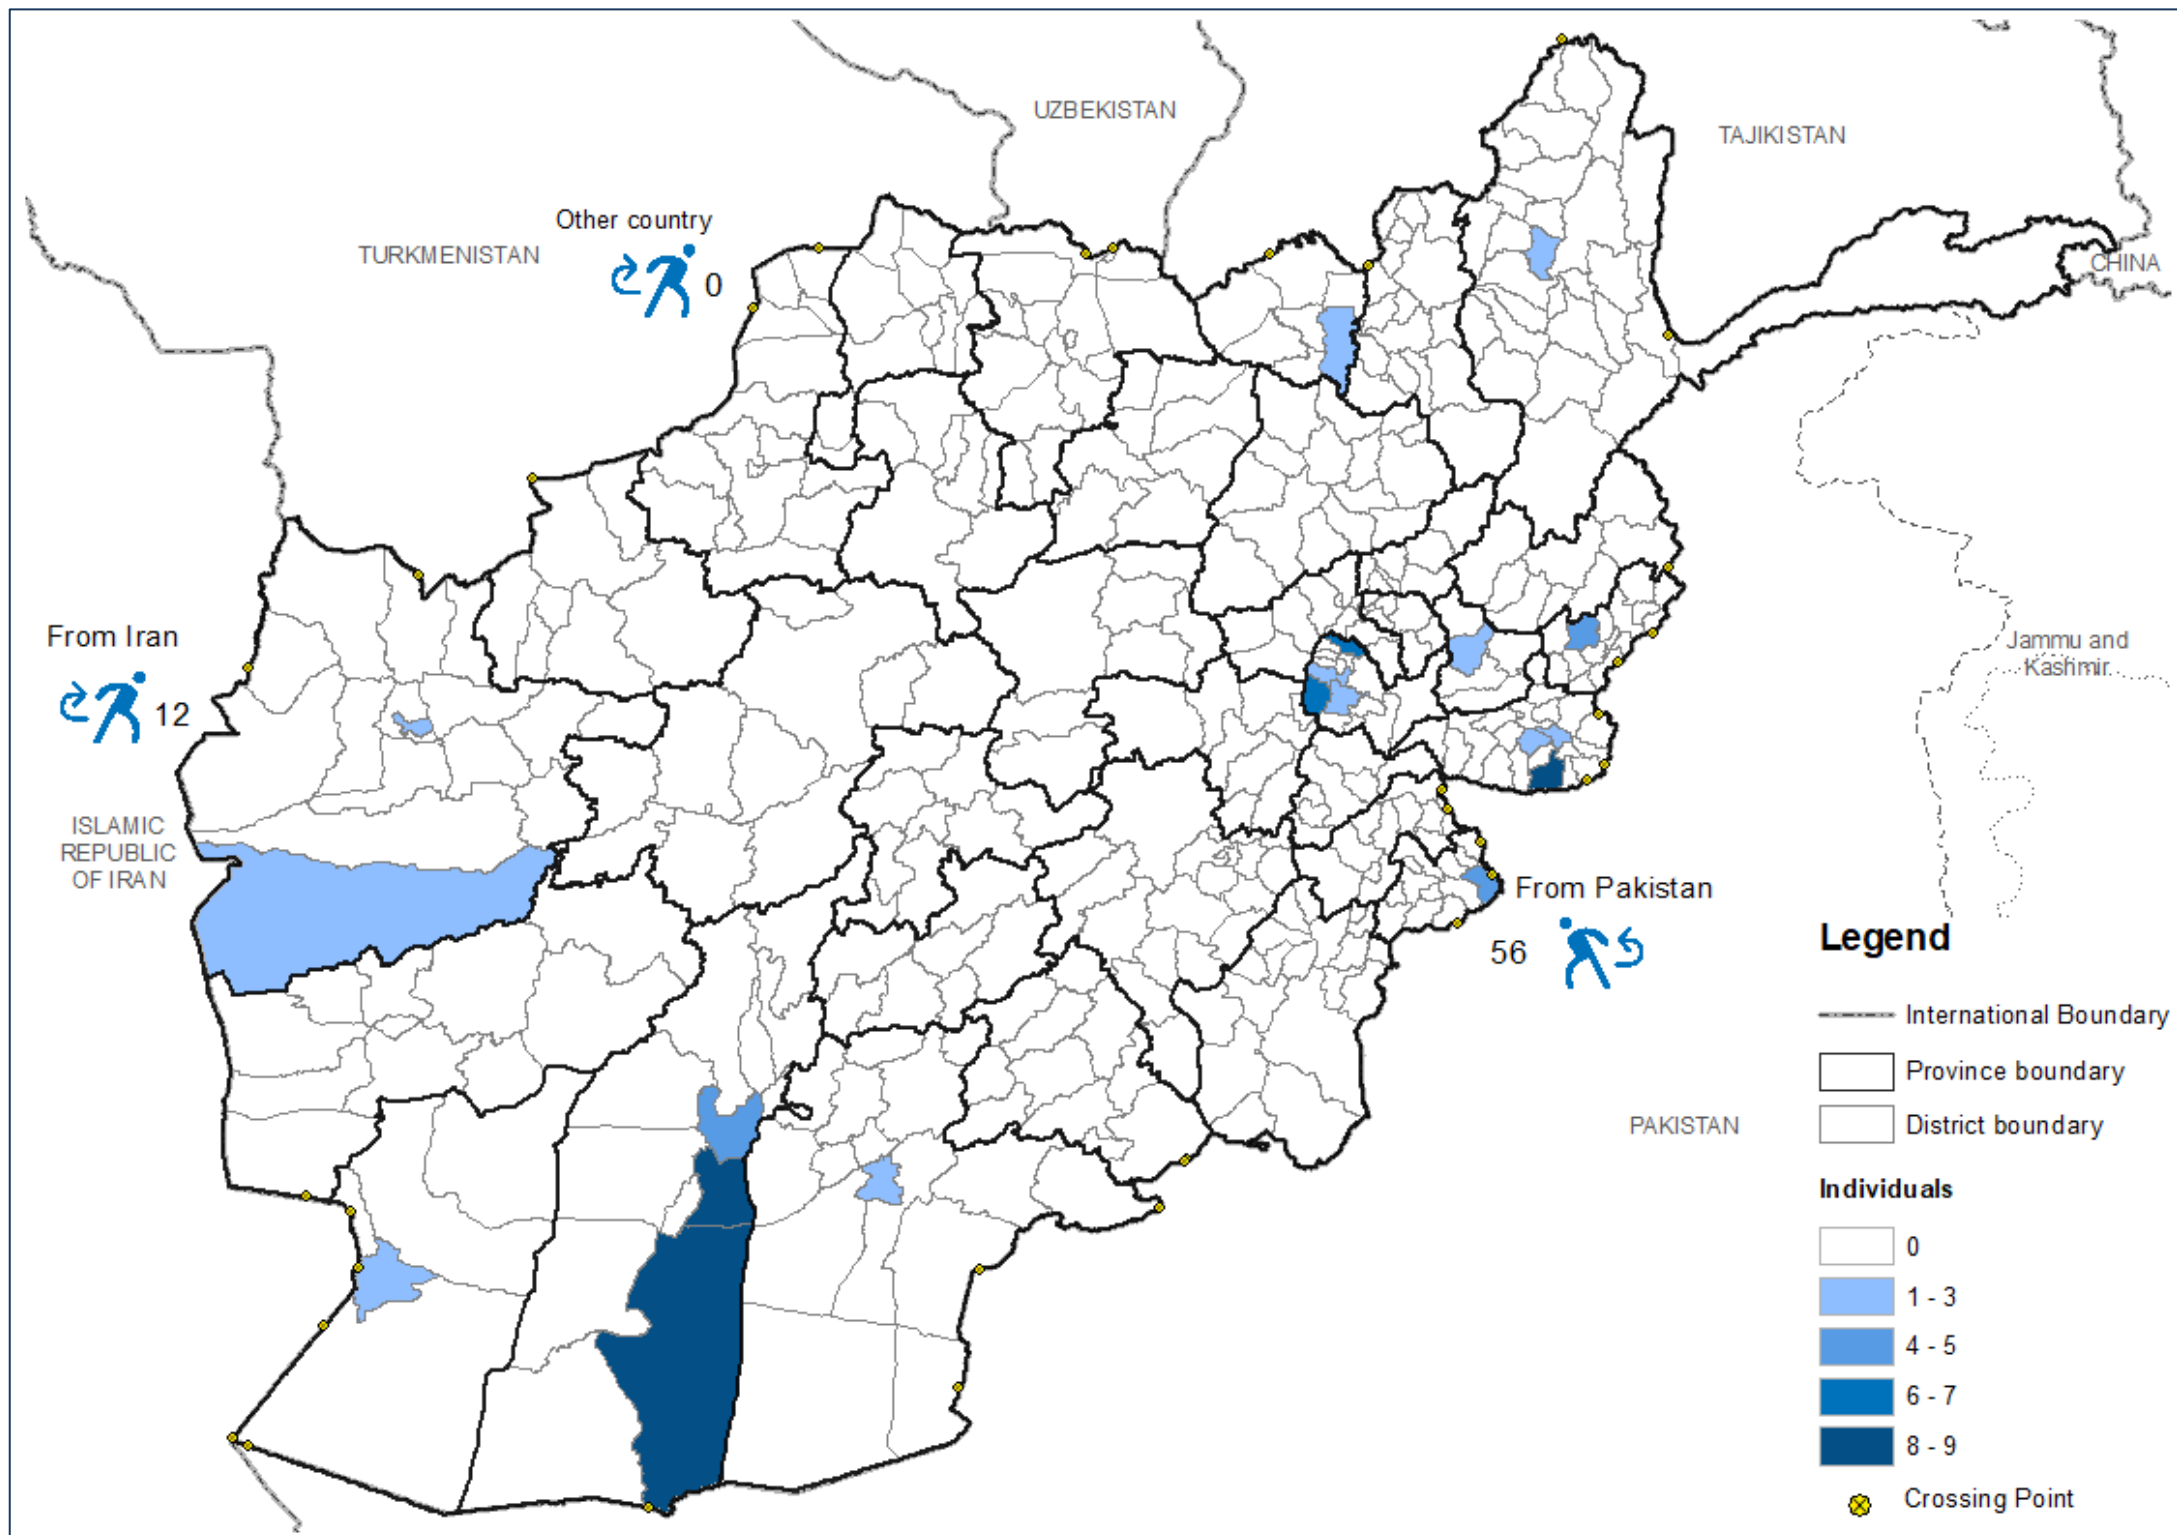 UZBEKISTAN
TAJIKISTAN
Other country
0
TURKMENISTAN
CHINA
From Iran
12
Jammu and
Kashmir
ISLAMIC
REPUBLIC
OF IRAN
From Pakistan
56
PAKISTAN
Legend
International Boundary
Province boundary
District boundary
Individuals
0
1 - 3
4 - 5
6 - 7
8 - 9
Crossing Point